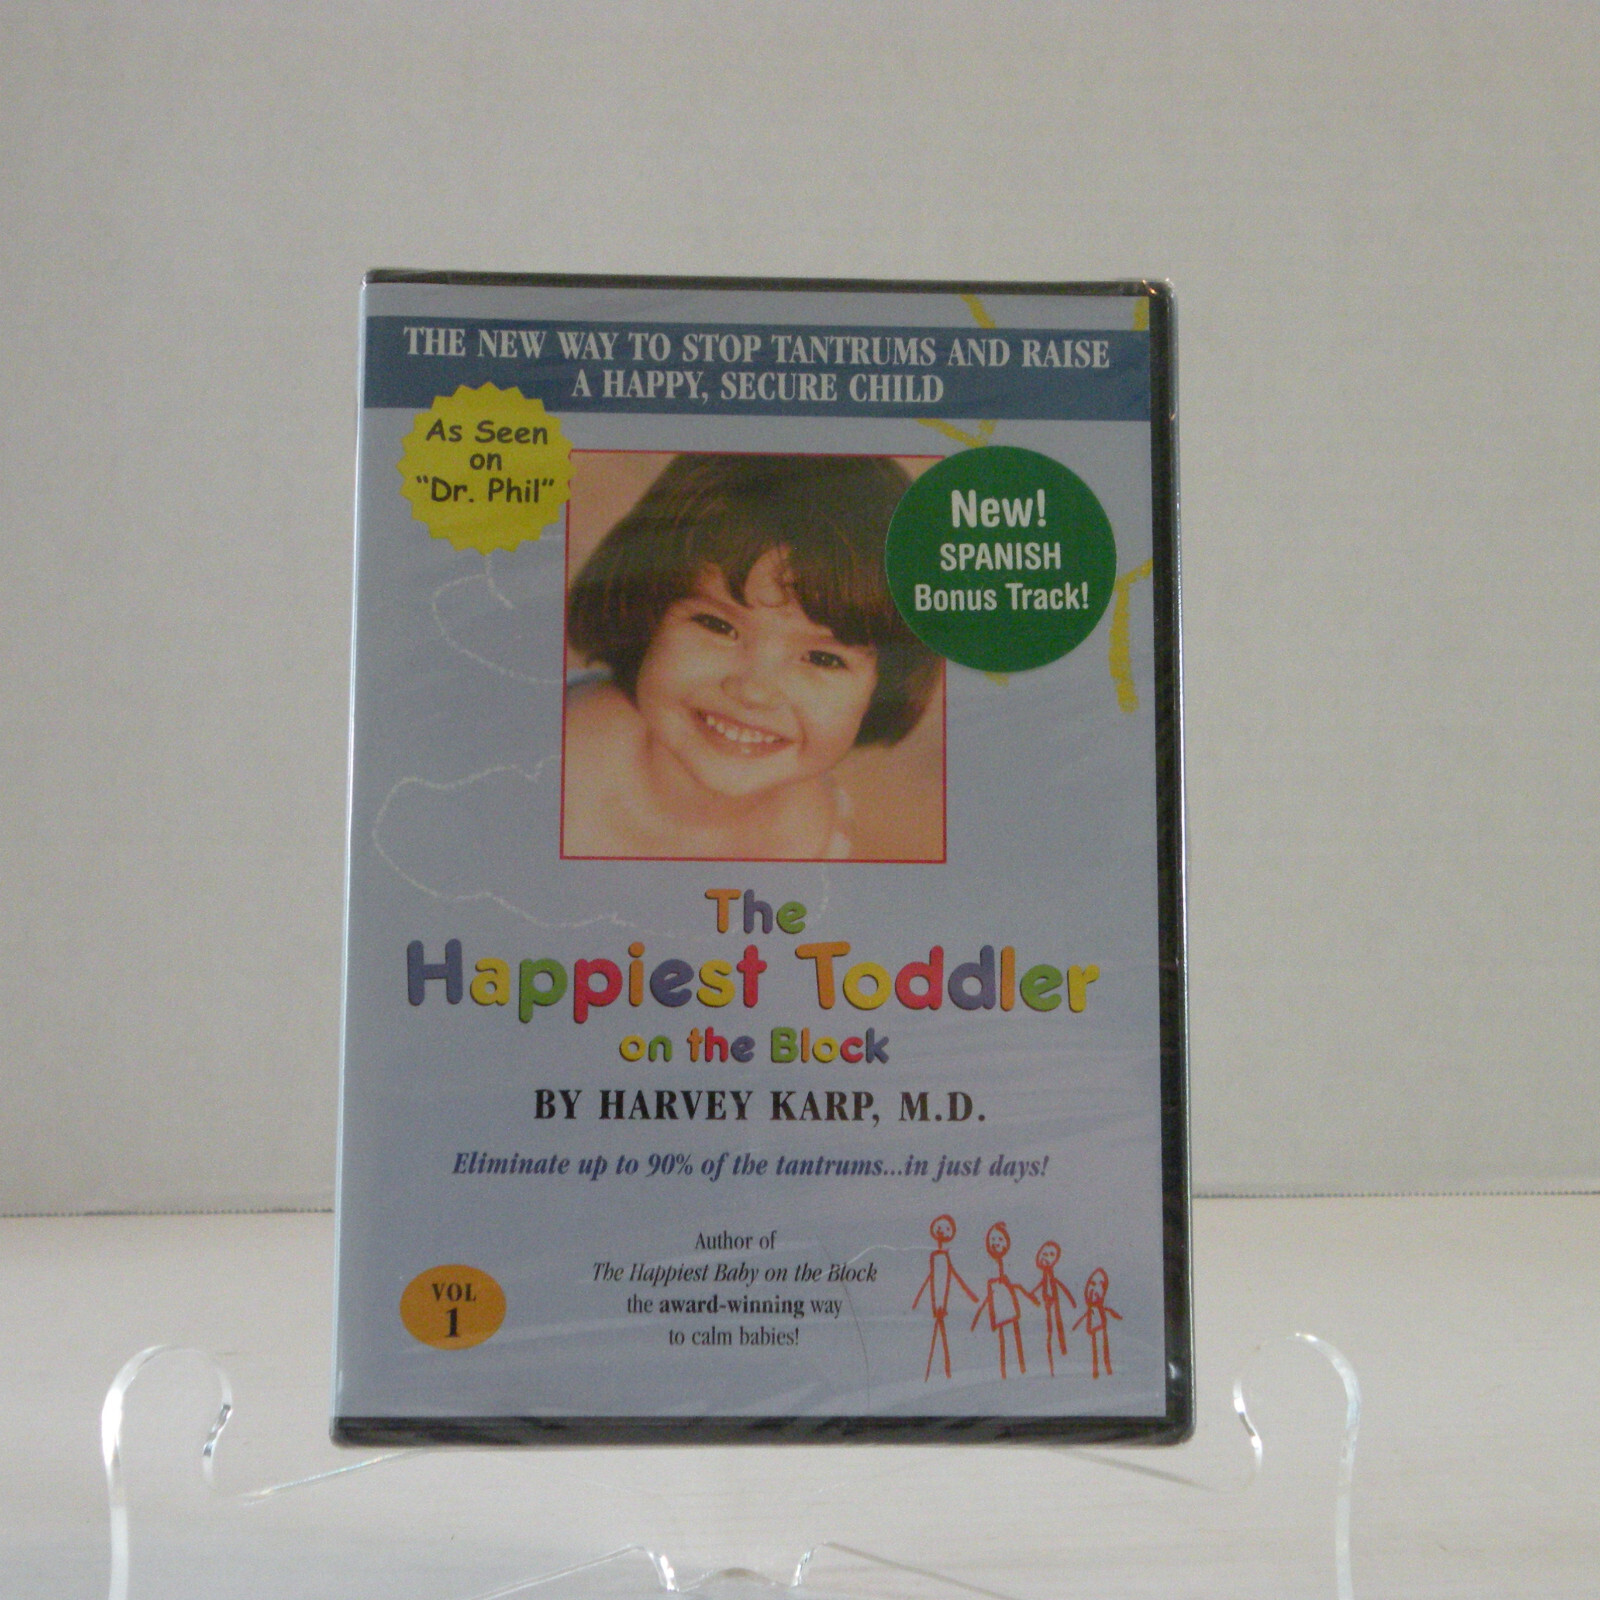 THE NEW WAY TO STOP TANTRUMS AND RAISE
A HAPPY, SECURE CHILD
As Seen
on
"Dr. Phil"
New!
SPANISH
Bonus Track!
The
Happiest Toddler
on the Block
BY HARVEY KARP, M.D.
Eliminate up to 90% of the tantrums...in just days!
Author of
The Happiest Baby on the Block
the award-winning way
to calm babies!
VOL
1